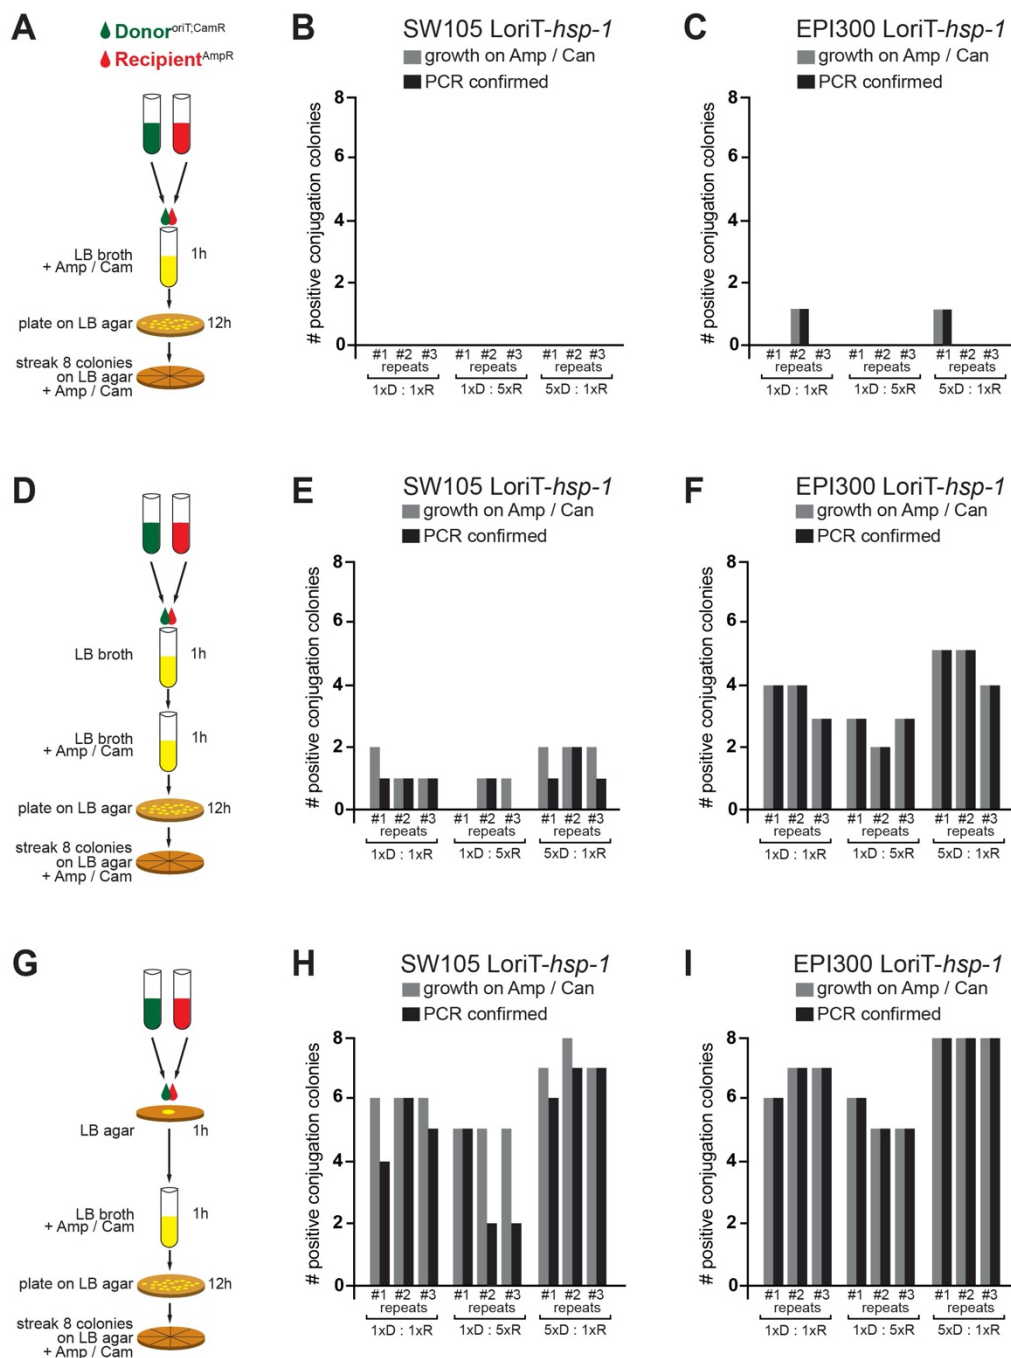 A
Donor oriT;CamR
Recipient AmpR
LB broth
+ Amp / Cam
1h
plate on LB agar
12h
streak 8 colonies
on LB agar
+ Amp / Cam
B
SW105 LoriT-hsp-1
growth on Amp / Can
PCR confirmed
# positive conjugation colonies
8
6
4
2
0
#1 #2 #3 #1 #2 #3 #1 #2 #3
repeats repeats repeats
1xD : 1xR 1xD : 5xR 5xD : 1xR
C
EPI300 LoriT-hsp-1
growth on Amp / Can
PCR confirmed
# positive conjugation colonies
8
6
4
2
0
#1 #2 #3 #1 #2 #3 #1 #2 #3
repeats repeats repeats
1xD : 1xR 1xD : 5xR 5xD : 1xR
D
LB broth
1h
LB broth
+ Amp / Cam
1h
plate on LB agar
12h
streak 8 colonies
on LB agar
+ Amp / Cam
E
SW105 LoriT-hsp-1
growth on Amp / Can
PCR confirmed
# positive conjugation colonies
8
6
4
2
0
#1 #2 #3 #1 #2 #3 #1 #2 #3
repeats repeats repeats
1xD : 1xR 1xD : 5xR 5xD : 1xR
F
EPI300 LoriT-hsp-1
growth on Amp / Can
PCR confirmed
# positive conjugation colonies
8
6
4
2
0
#1 #2 #3 #1 #2 #3 #1 #2 #3
repeats repeats repeats
1xD : 1xR 1xD : 5xR 5xD : 1xR
G
LB agar
1h
LB broth
+ Amp / Cam
1h
plate on LB agar
12h
streak 8 colonies
on LB agar
+ Amp / Cam
H
SW105 LoriT-hsp-1
growth on Amp / Can
PCR confirmed
# positive conjugation colonies
8
6
4
2
0
#1 #2 #3 #1 #2 #3 #1 #2 #3
repeats repeats repeats
1xD : 1xR 1xD : 5xR 5xD : 1xR
I
EPI300 LoriT-hsp-1
growth on Amp / Can
PCR confirmed
# positive conjugation colonies
8
6
4
2
0
#1 #2 #3 #1 #2 #3 #1 #2 #3
repeats repeats repeats
1xD : 1xR 1xD : 5xR 5xD : 1xR